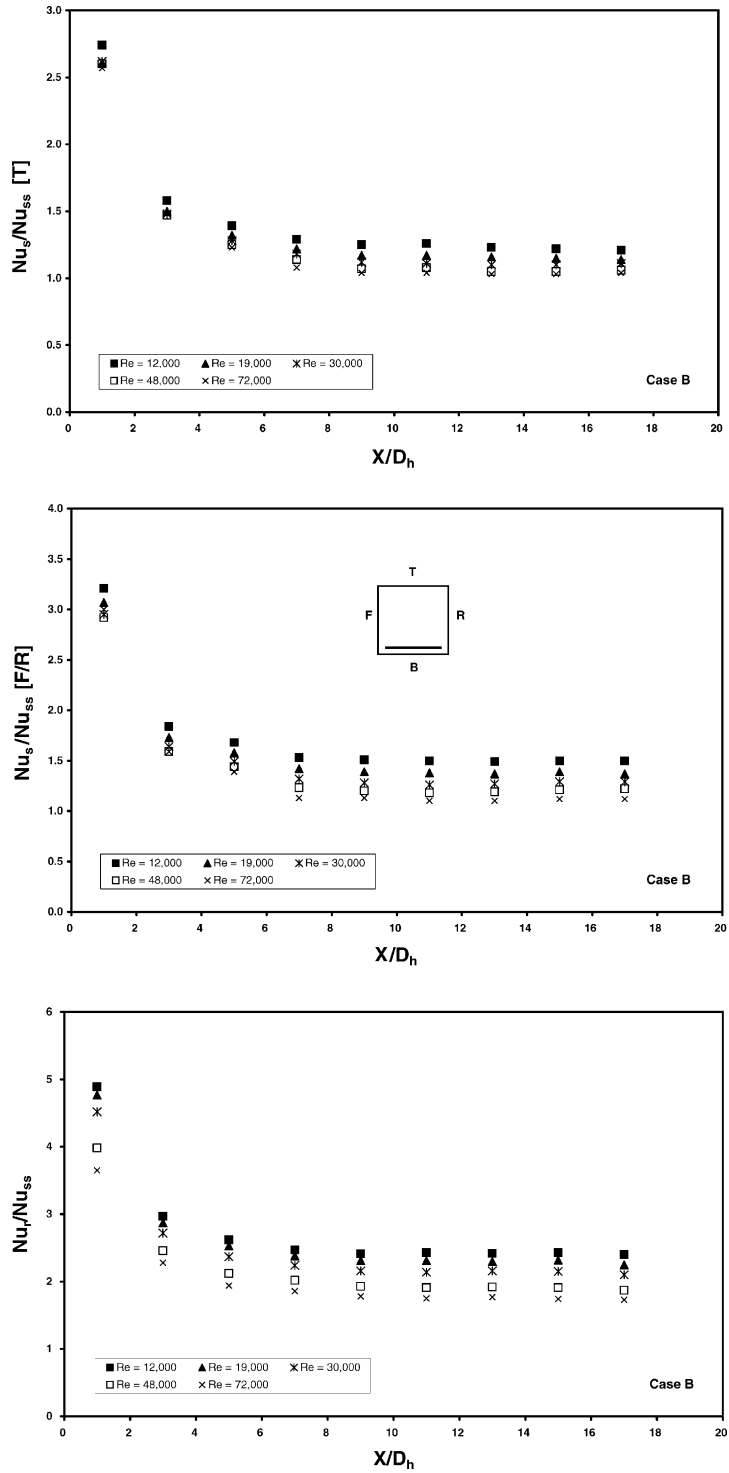 3.0
2.5
2.0
1.5
1.0
0.5
0.0
Nus/Nuss [T]
■ Re = 12,000 ▲ Re = 19,000 ж Re = 30,000
□ Re = 48,000 × Re = 72,000
Case B
0 2 4 6 8 10 12 14 16 18 20
X/Dh
4.0
3.5
3.0
2.5
2.0
1.5
1.0
0.5
0.0
Nus/Nuss [F/R]
T
F R
B
■ Re = 12,000 ▲ Re = 19,000 ж Re = 30,000
□ Re = 48,000 × Re = 72,000
Case B
0 2 4 6 8 10 12 14 16 18 20
X/Dh
6
5
4
3
2
1
0
Nur/Nuss
■ Re = 12,000 ▲ Re = 19,000 ж Re = 30,000
□ Re = 48,000 × Re = 72,000
Case B
0 2 4 6 8 10 12 14 16 18 20
X/Dh